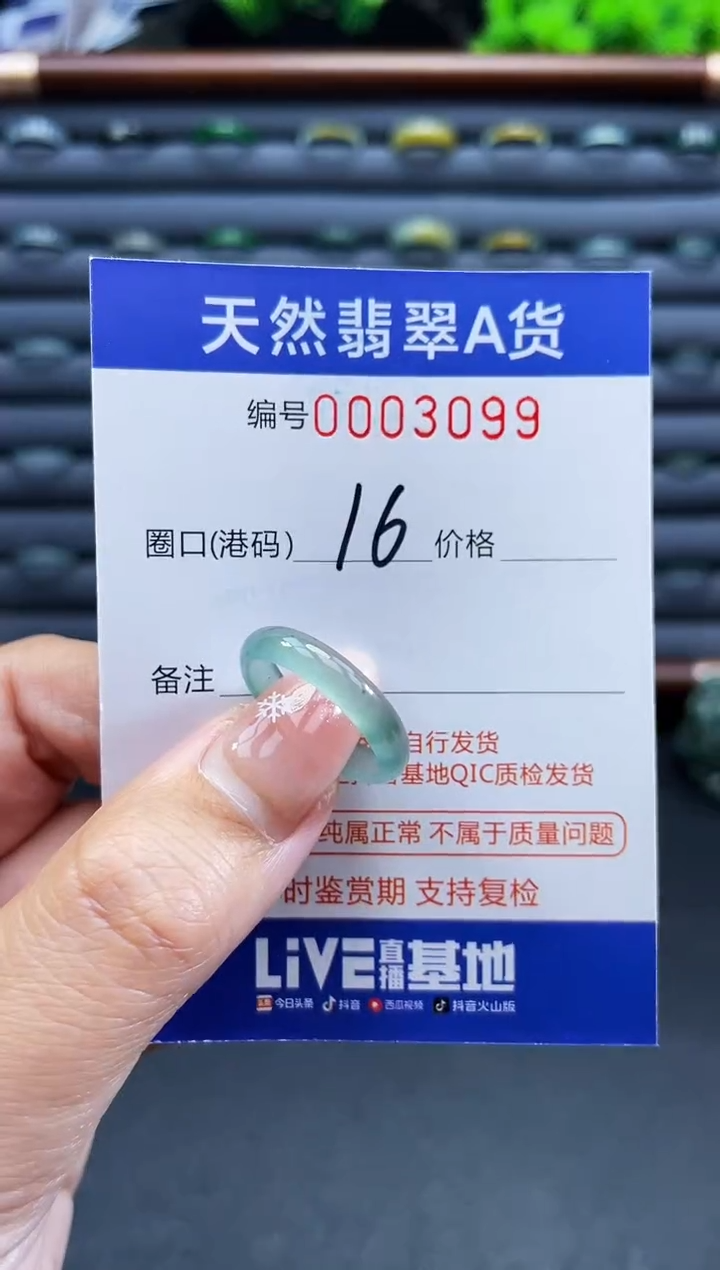 天然翡翠A货
编号0003099
圈口(港码) 16 价格
备注
自行发货
基地QIC质检发货
纯属正常 不属于质量问题
时鉴赏期 支持复检
LiVE直播基地
今日头条 抖音 西瓜视频 抖音火山版